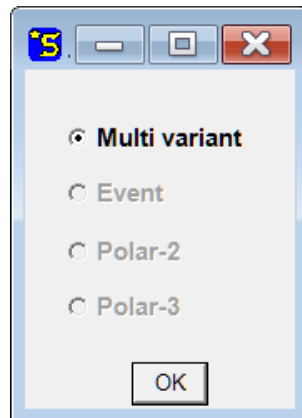 S.
Multi variant
Event
Polar-2
Polar-3
OK